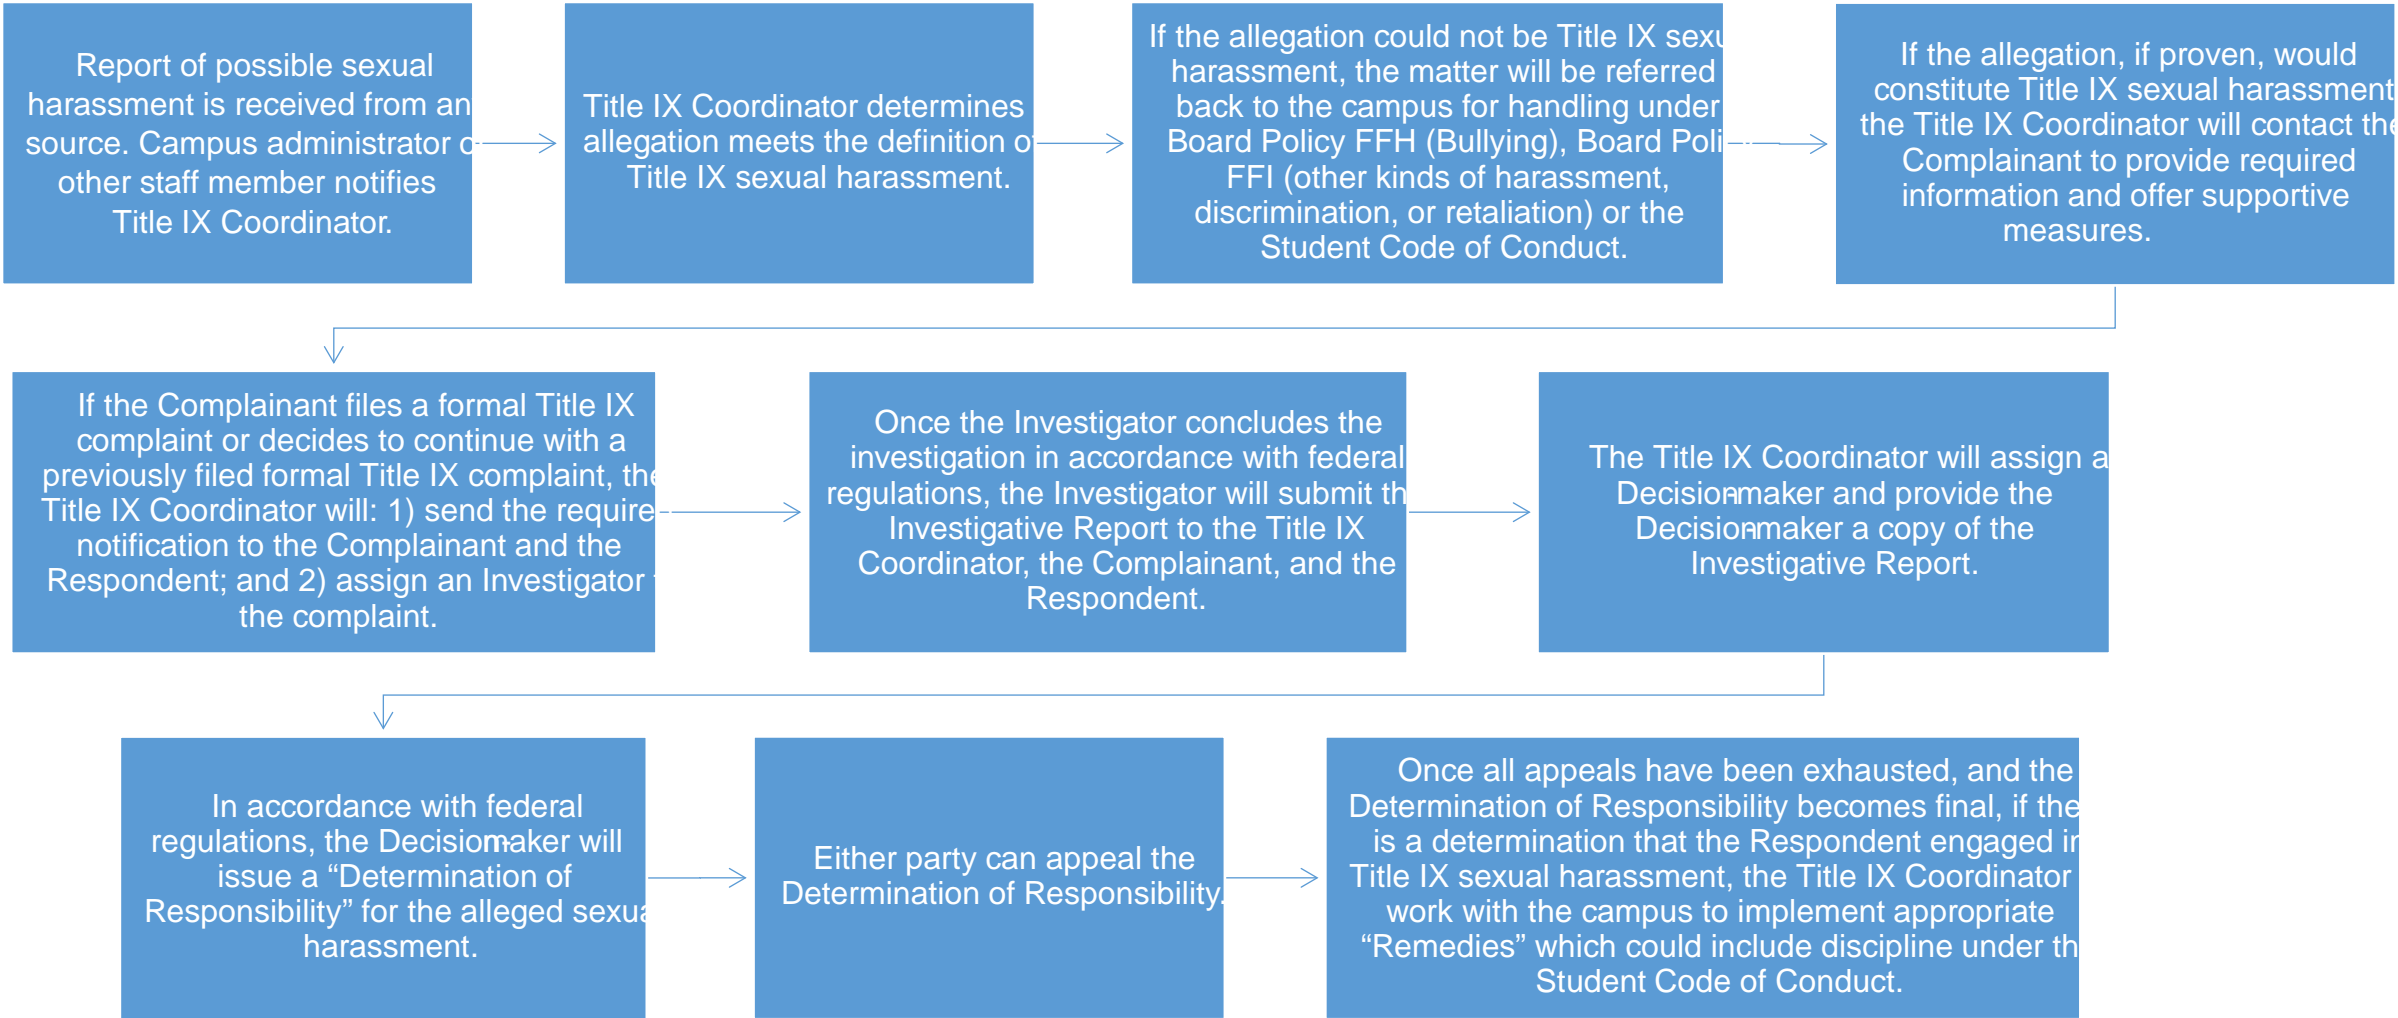 Report of possible sexual
harassment is received from an
source. Campus administrator o
other staff member notifies
Title IX Coordinator.
Title IX Coordinator determines
allegation meets the definition of
Title IX sexual harassment.
If the allegation could not be Title IX sexu
harassment, the matter will be referred
back to the campus for handling under
Board Policy FFH (Bullying), Board Poli
FFI (other kinds of harassment,
discrimination, or retaliation) or the
Student Code of Conduct.
If the allegation, if proven, would
constitute Title IX sexual harassment
the Title IX Coordinator will contact the
Complainant to provide required
information and offer supportive
measures.
If the Complainant files a formal Title IX
complaint or decides to continue with a
previously filed formal Title IX complaint, the
Title IX Coordinator will: 1) send the require
notification to the Complainant and the
Respondent; and 2) assign an Investigator
the complaint.
Once the Investigator concludes the
investigation in accordance with federal
regulations, the Investigator will submit th
Investigative Report to the Title IX
Coordinator, the Complainant, and the
Respondent.
The Title IX Coordinator will assign a
Decision-maker and provide the
Decision-maker a copy of the
Investigative Report.
In accordance with federal
regulations, the Decision-maker will
issue a “Determination of
Responsibility” for the alleged sexua
harassment.
Either party can appeal the
Determination of Responsibility.
Once all appeals have been exhausted, and the
Determination of Responsibility becomes final, if the
is a determination that the Respondent engaged in
Title IX sexual harassment, the Title IX Coordinator
work with the campus to implement appropriate
“Remedies” which could include discipline under th
Student Code of Conduct.